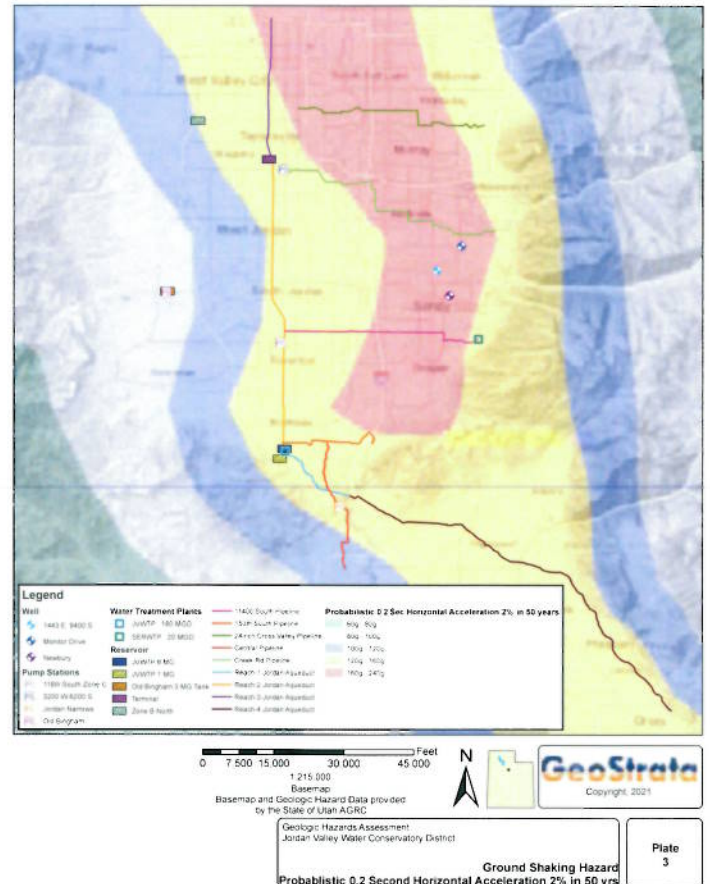 West Valley City
Murray
West Jordan
South Jordan
Sandy
Riverton
Draper
Legend
Well
1443 E. 9400 S
Monitor Drive
Newbury
Pump Stations
1189 South Zone C
3200 W 6200 S
Jordan Narrows
Old Bingham
Water Treatment Plants
JVWTP 180 MGD
SERWTP 20 MGD
Reservoir
JVWTP 8 MG
JVWTP 1 MG
Old Bingham 3 MG Tank
Terminal
Zone B North
11400 South Pipeline
150th South Pipeline
24 inch Cross Valley Pipeline
Central Pipeline
Creek Rd Pipeline
Reach 1 Jordan Aqueduct
Reach 2 Jordan Aqueduct
Reach 3 Jordan Aqueduct
Reach 4 Jordan Aqueduct
Probabilistic 0.2 Sec Horizontal Acceleration 2% in 50 years
60g 80g
80g 100g
100g 120g
120g 160g
160g 240g
0 7 500 15 000 30 000 45 000 Feet
1:215,000
Basemap
Basemap and Geologic Hazard Data provided
by the State of Utah AGRC
N
GeoStrata
Copyright, 2021
Geologic Hazards Assessment
Jordan Valley Water Conservatory District
Ground Shaking Hazard
Probablistic 0.2 Second Horizontal Acceleration 2% in 50 yrs
Plate
3